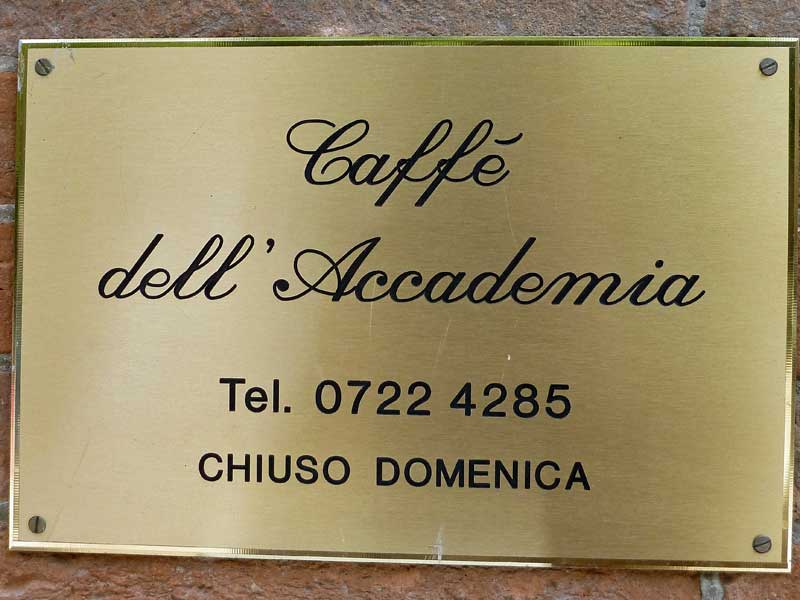 Caffé
dell'Accademia
Tel. 0722 4285
CHIUSO DOMENICA